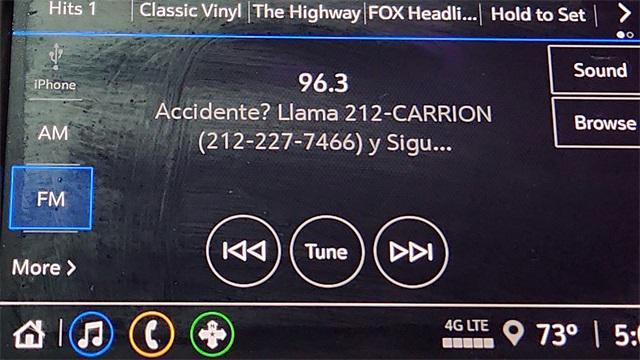 Hits 1 Classic Vinyl The Highway FOX Headli... Hold to Set
iPhone
96.3
Sound
Accidente? Llama 212-CARRION
(212-227-7466) y Sigu...
Browse
AM
FM
Tune
More
4G LTE 73° 5: